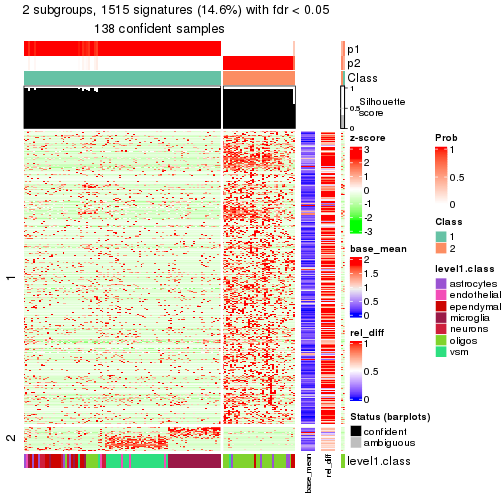 2 subgroups, 1515 signatures (14.6%) with fdr < 0.05
138 confident samples
p1
p2
Class
1
0.5
0
Silhouette
score
z-score
3
2
1
0
-1
-2
-3
base_mean
2
1.5
1
0.5
0
rel_diff
1
0.5
0
Status (barplots)
confident
ambiguous
Prob
1
0.5
0
Class
1
2
level1.class
astrocytes
endothelial
ependymal
microglia
neurons
oligos
vsm
1
2
level1.class
base_mean
rel_diff